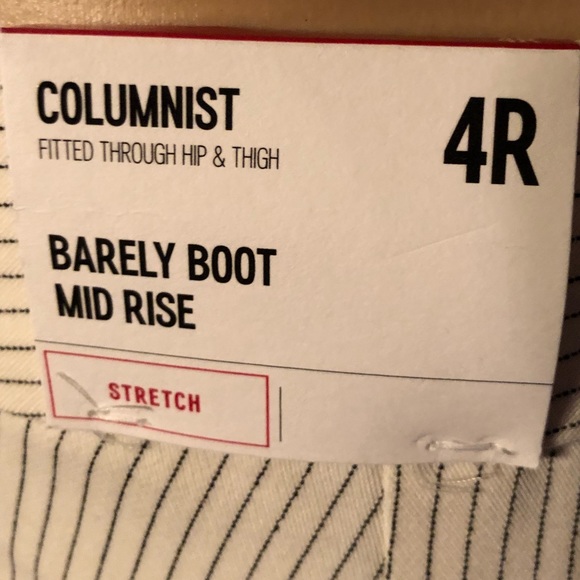 COLUMNIST
4R
FITTED THROUGH HIP & THIGH
BARELY BOOT
MID RISE
STRETCH